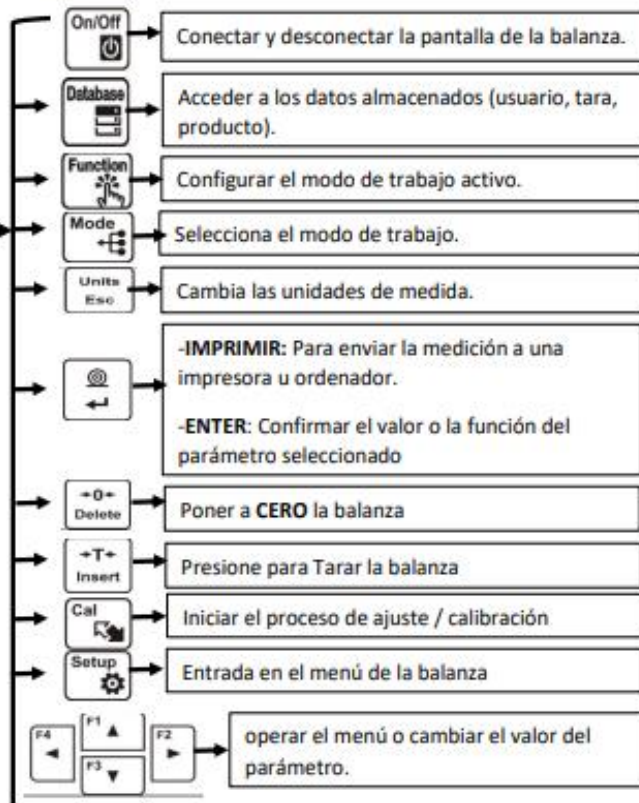 On/Off
Conectar y desconectar la pantalla de la balanza.
Database
Acceder a los datos almacenados (usuario, tara,
producto).
Function
Configurar el modo de trabajo activo.
Mode
Selecciona el modo de trabajo.
Units
Esc
Cambia las unidades de medida.
-IMPRIMIR: Para enviar la medición a una
impresora u ordenador.
-ENTER: Confirmar el valor o la función del
parámetro seleccionado
→0←
Delete
Poner a CERO la balanza
→T←
Insert
Presione para Tarar la balanza
Cal
Iniciar el proceso de ajuste / calibración
Setup
Entrada en el menú de la balanza
F4 F1 F2
F3
operar el menú o cambiar el valor del
parámetro.